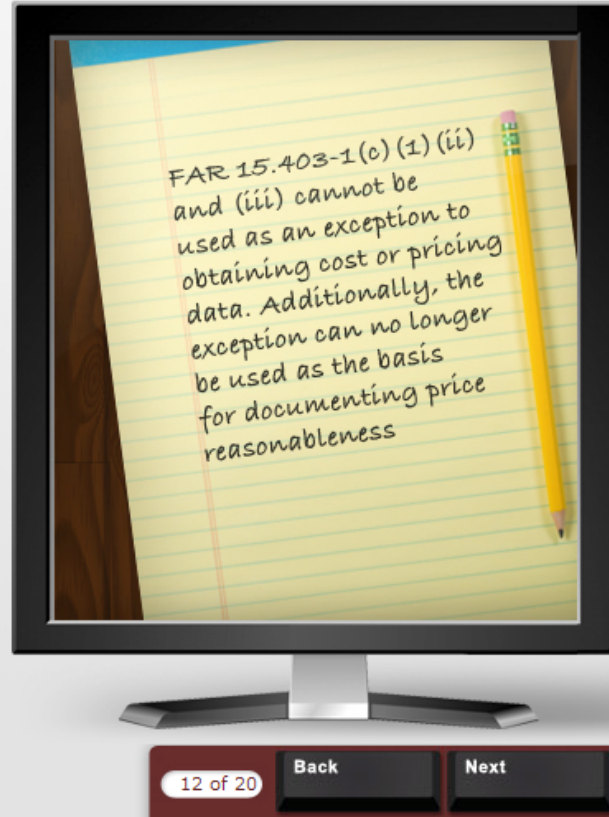 FAR 15.403-1(c)(1)(ii)
and (iii) cannot be
used as an exception to
obtaining cost or pricing
data. Additionally, the
exception can no longer
be used as the basis
for documenting price
reasonableness
12 of 20
Back
Next